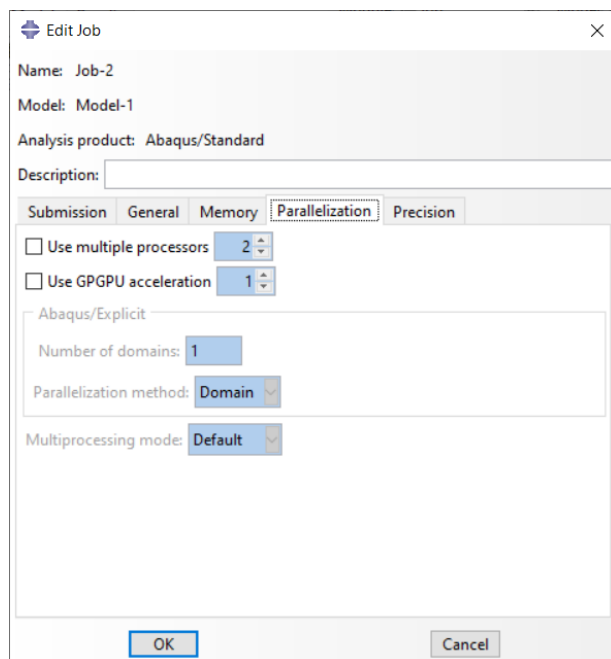 Edit Job
Name: Job-2
Model: Model-1
Analysis product: Abaqus/Standard
Description:
Submission General Memory Parallelization Precision
Use multiple processors 2
Use GPGPU acceleration 1
Abaqus/Explicit
Number of domains: 1
Parallelization method: Domain
Multiprocessing mode: Default
OK Cancel